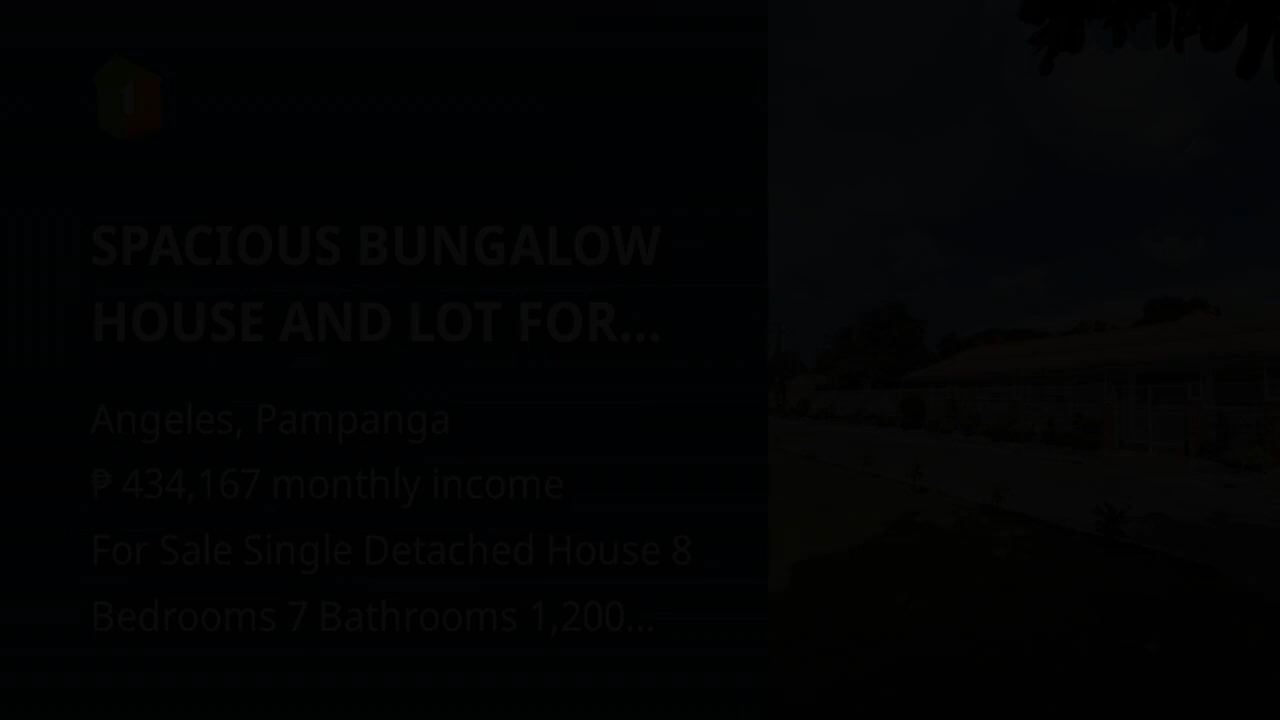 1
SPACIOUS BUNGALOW
HOUSE AND LOT FOR...
Angeles, Pampanga
₱ 434,167 monthly income
For Sale Single Detached House 8
Bedrooms 7 Bathrooms 1,200...